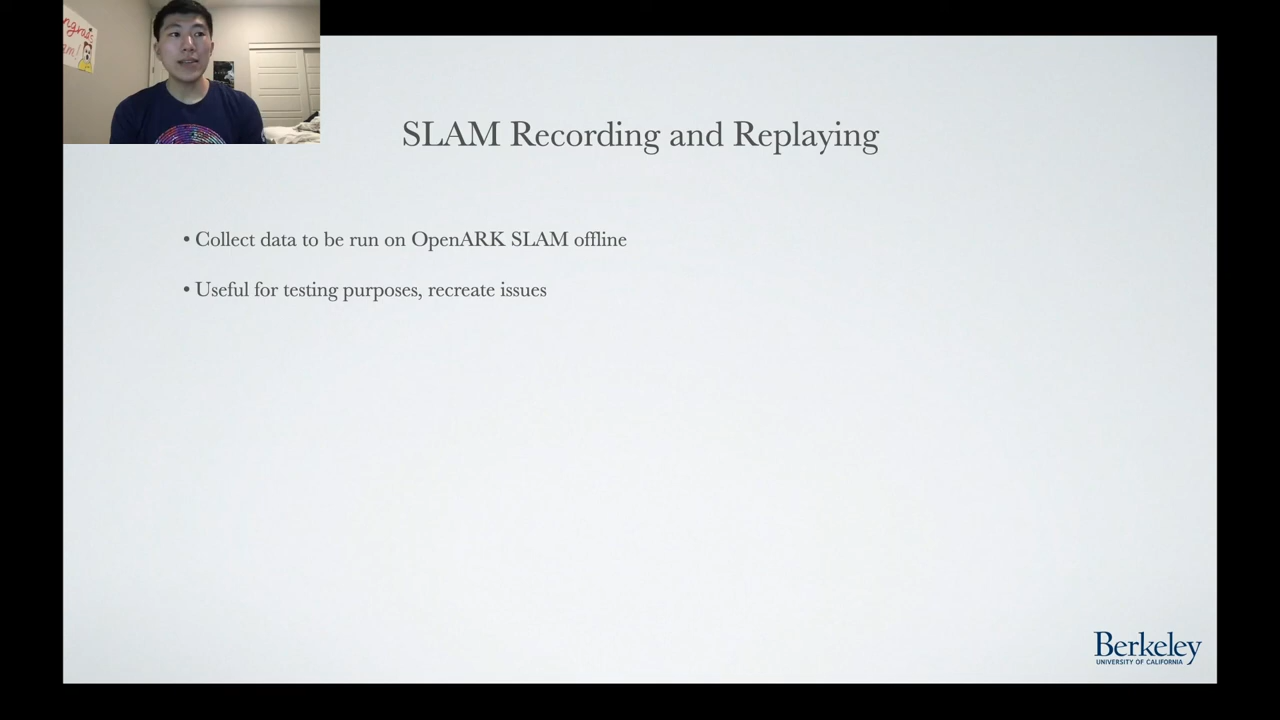 SLAM Recording and Replaying
• Collect data to be run on OpenARK SLAM offline
• Useful for testing purposes, recreate issues
Berkeley
UNIVERSITY OF CALIFORNIA